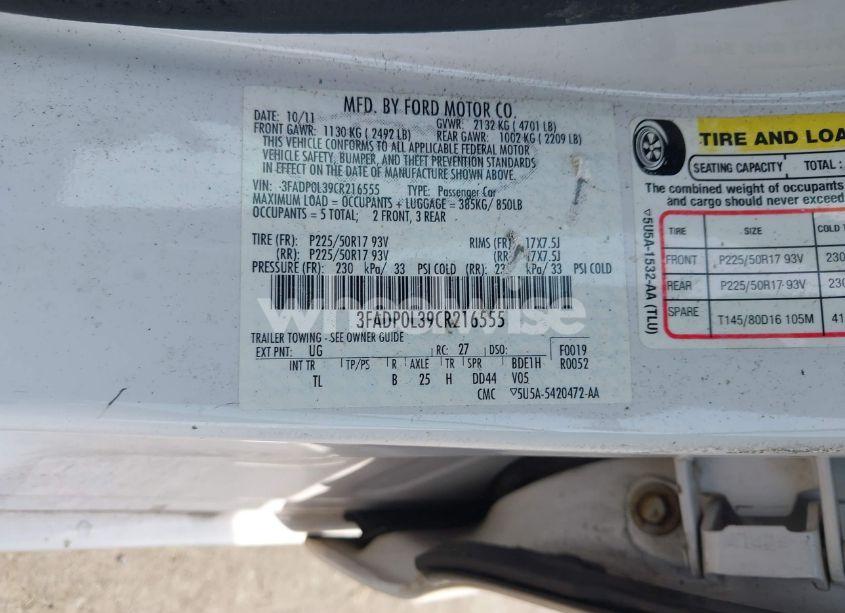 MFD. BY FORD MOTOR CO.
DATE: 10/11 GVWR: 2132 KG ( 4701 LB)
FRONT GAWR: 1130 KG ( 2492 LB) REAR GAWR: 1002 KG ( 2209 LB)
THIS VEHICLE CONFORMS TO ALL APPLICABLE FEDERAL MOTOR
VEHICLE SAFETY, BUMPER, AND THEFT PREVENTION STANDARDS
IN EFFECT ON THE DATE OF MANUFACTURE SHOWN ABOVE.
VIN: 3FADP0L39CR216555 TYPE: Passenger Car
MAXIMUM LOAD = OCCUPANTS + LUGGAGE = 385KG/ 850LB
OCCUPANTS = 5 TOTAL; 2 FRONT, 3 REAR
TIRE (FR): P225/50R17 93V RIMS (FR): 17X7.5J
(RR): P225/50R17 93V (RR): 17X7.5J
PRESSURE (FR): 230 kPa/ 33 PSI COLD (RR): 23 kPa/ 33 PSI COLD
wheelwise
3FADP0L39CR216555
TRAILER TOWING - SEE OWNER GUIDE
EXT PNT: UG RC: 27 DSO: F0019
INT TR TP/PS R AXLE TR SPR BDE1H R0052
TL B 25 H DD44 V05
CMC ▽5U5A-5420472-AA
TIRE AND LOA
SEATING CAPACITY TOTAL:
The combined weight of occupants
and cargo should never exceed
▽5U5A-1532-AA (TLU)
TIRE SIZE COLD T
FRONT P225/50R17 93V 230
REAR P225/50R17 93V 230
SPARE T145/80D16 105M 41